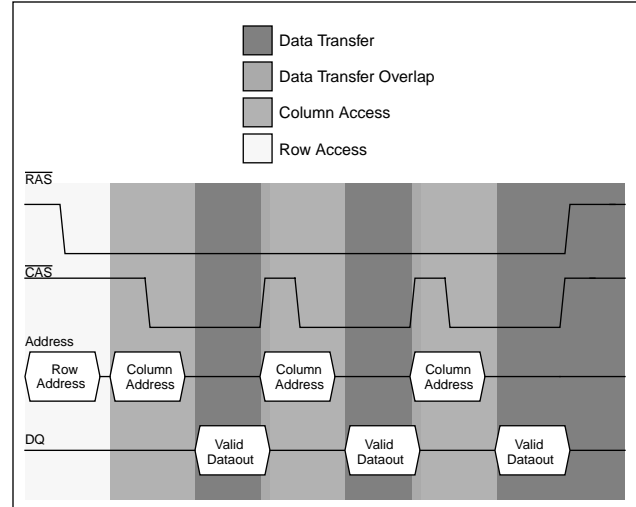 Data Transfer
Data Transfer Overlap
Column Access
Row Access
RAS
CAS
Address
Row
Address
Column
Address
Column
Address
Column
Address
DQ
Valid
Dataout
Valid
Dataout
Valid
Dataout